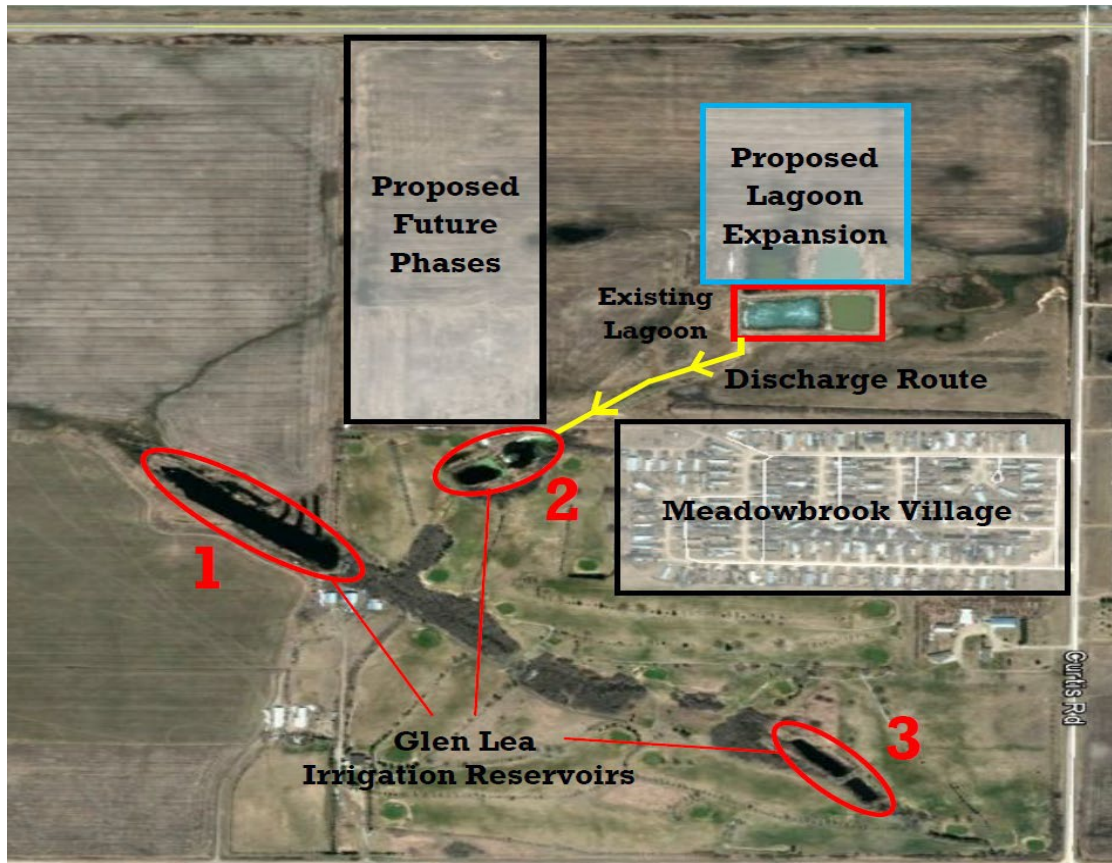 Proposed
Future
Phases
Proposed
Lagoon
Expansion
Existing
Lagoon
Discharge Route
Meadowbrook Village
1
2
3
Glen Lea
Irrigation Reservoirs
Curtis Rd